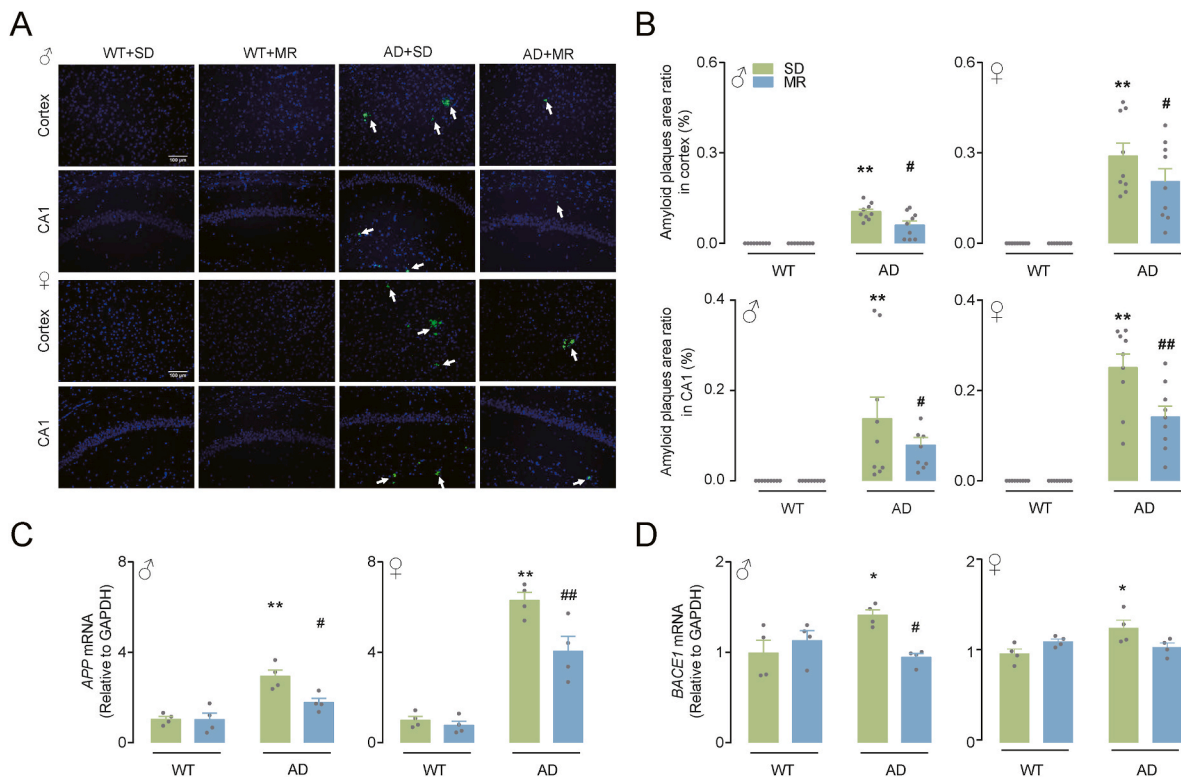 A
♂
WT+SD
WT+MR
AD+SD
AD+MR
Cortex
100 μm
CA1
♀
Cortex
100 μm
CA1
B
Amyloid plaques area ratio
in cortex (%)
0.6
0.3
0.0
♂
SD
MR
**
#
WT
AD
0.6
0.3
0.0
♀
**
#
WT
AD
Amyloid plaques area ratio
in CA1 (%)
0.4
0.2
0.0
♂
**
#
WT
AD
0.4
0.2
0.0
♀
**
##
WT
AD
C
APP mRNA
(Relative to GAPDH)
8
4
0
♂
**
#
WT
AD
8
4
0
♀
**
##
WT
AD
D
BACE1 mRNA
(Relative to GAPDH)
2
1
0
♂
*
#
WT
AD
2
1
0
♀
*
WT
AD